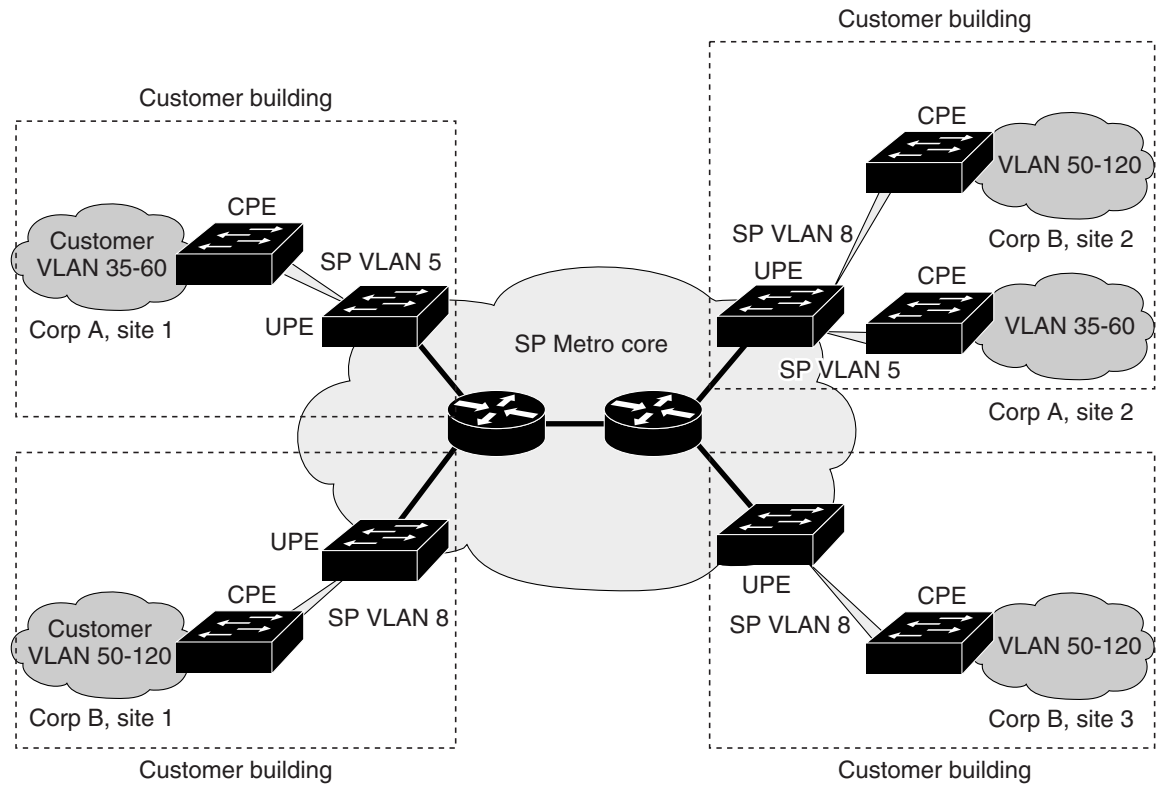 Customer building
Customer building
CPE
VLAN 50-120
CPE
Customer
VLAN 35-60
SP VLAN 8
Corp B, site 2
SP VLAN 5
UPE
CPE
Corp A, site 1
UPE
SP Metro core
VLAN 35-60
SP VLAN 5
Corp A, site 2
UPE
CPE
SP VLAN 8
Customer
VLAN 50-120
Corp B, site 1
UPE
SP VLAN 8
CPE
VLAN 50-120
Corp B, site 3
Customer building
Customer building